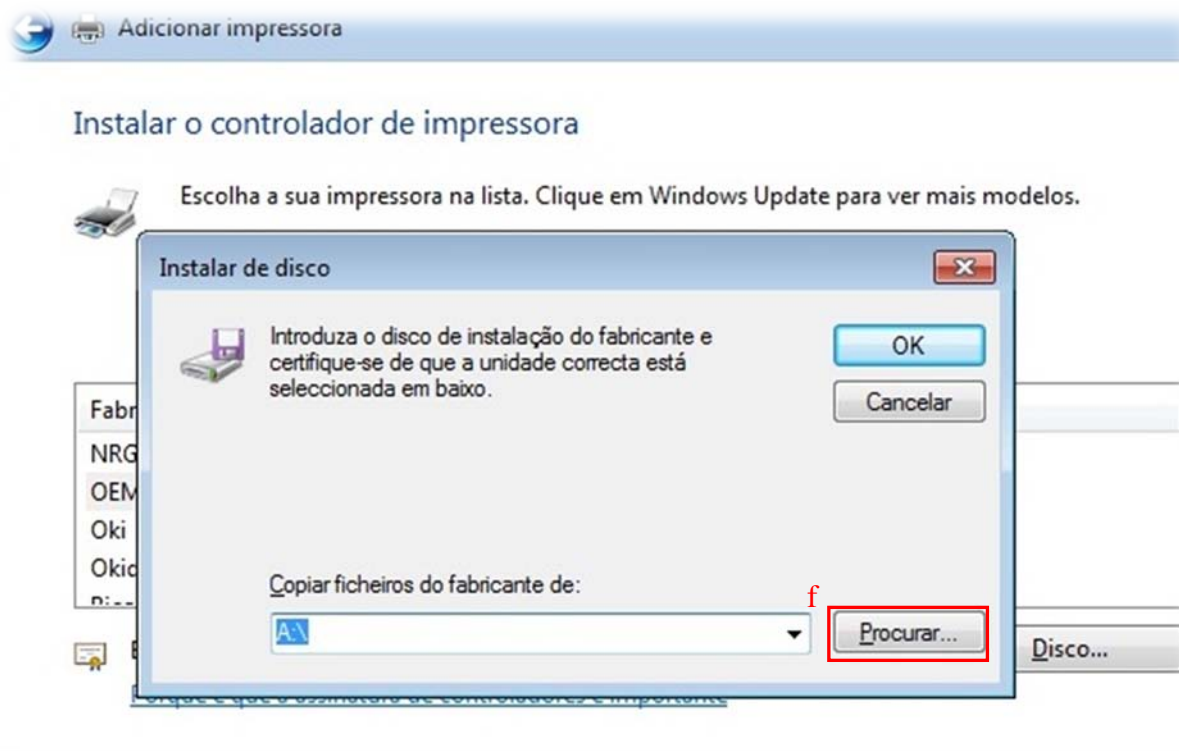 Adicionar impressora
Instalar o controlador de impressora
Escolha a sua impressora na lista. Clique em Windows Update para ver mais modelos.
Instalar de disco
Introduza o disco de instalação do fabricante e
certifique-se de que a unidade correcta está
seleccionada em baixo.
OK
Cancelar
Fabr
NRG
OEM
Oki
Okid
Copiar ficheiros do fabricante de:
f
A:\
Procurar...
Disco...